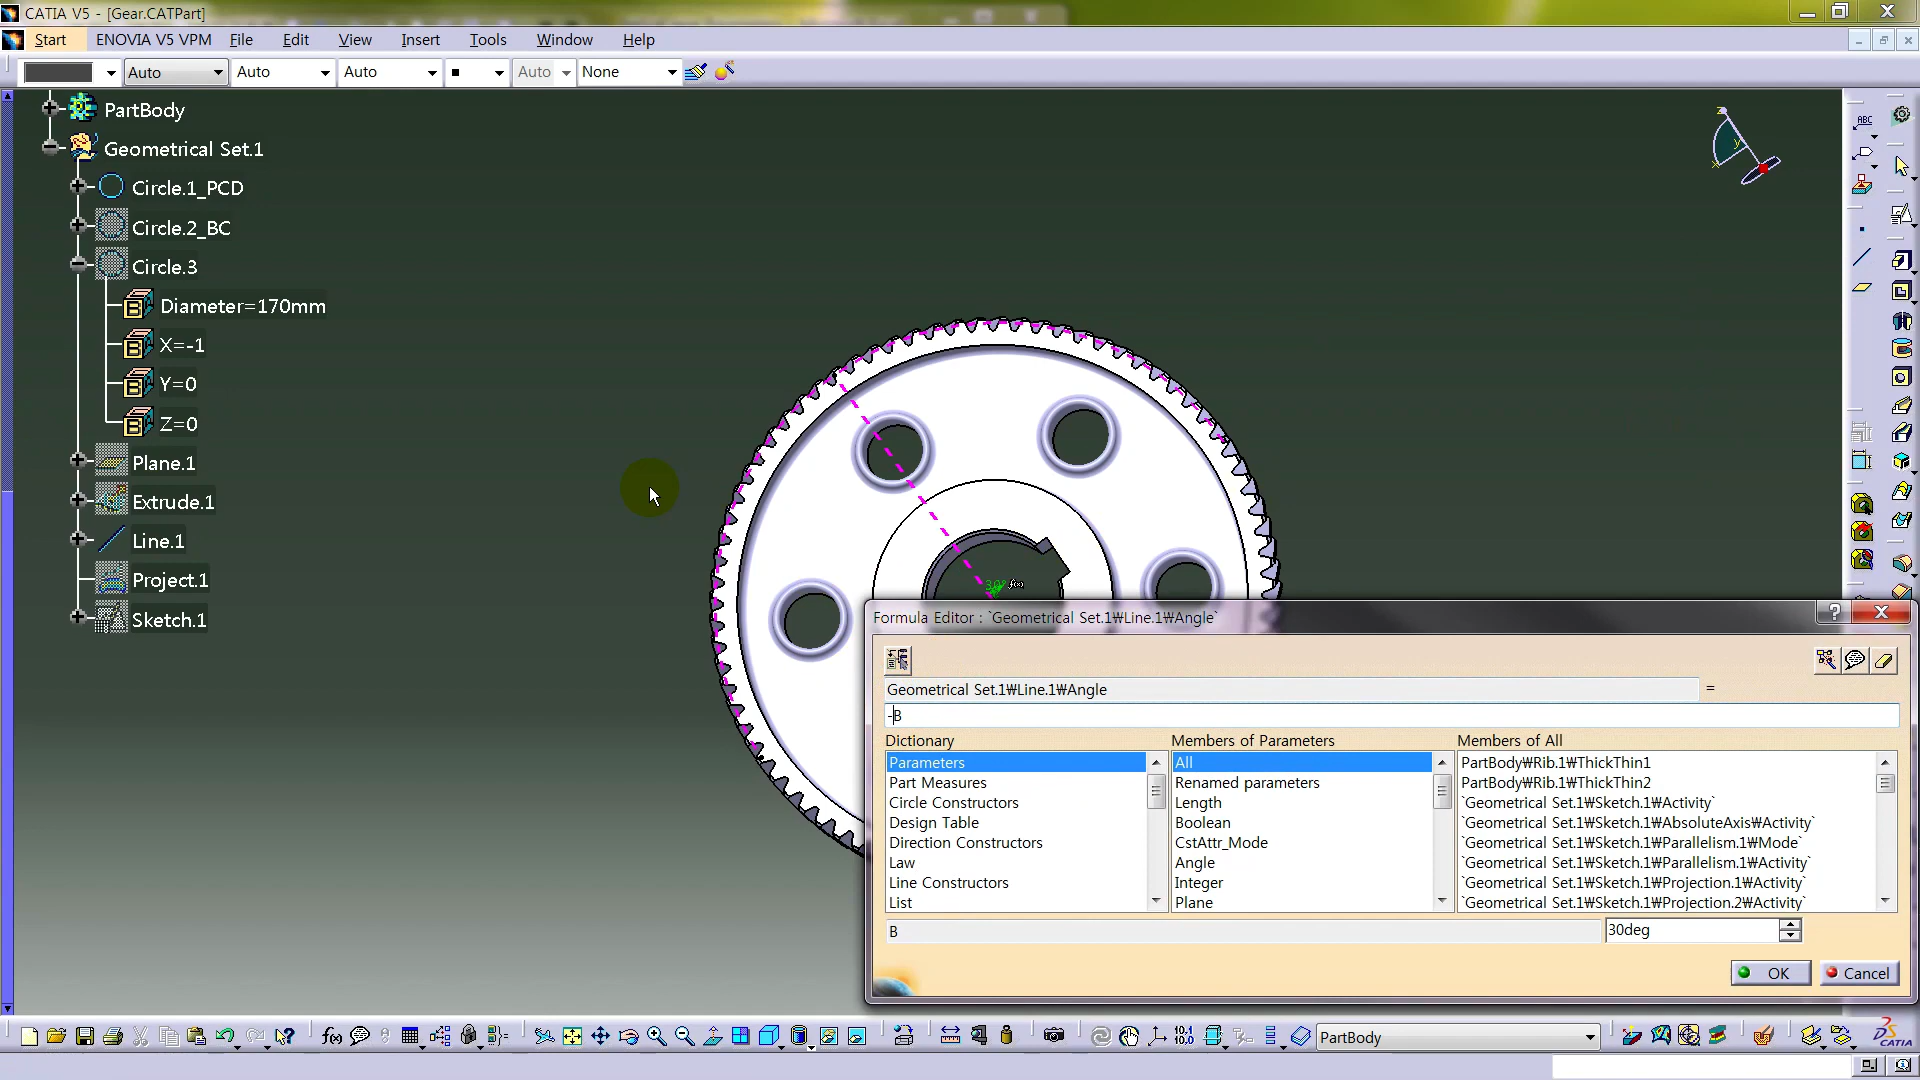 CATIA V5 - [Gear.CATPart]
Start ENOVIA V5 VPM File Edit View Insert Tools Window Help
Auto Auto Auto Auto None
PartBody
Geometrical Set.1
Circle.1_PCD
Circle.2_BC
Circle.3
Diameter=170mm
X=-1
Y=0
Z=0
Plane.1
Extrude.1
Line.1
Project.1
Sketch.1
Formula Editor : `Geometrical Set.1₩Line.1₩Angle`
Geometrical Set.1₩Line.1₩Angle =
-B
Dictionary Members of Parameters Members of All
Parameters All PartBody₩Rib.1₩ThickThin1
Part Measures Renamed parameters PartBody₩Rib.1₩ThickThin2
Circle Constructors Length `Geometrical Set.1₩Sketch.1₩Activity`
Design Table Boolean `Geometrical Set.1₩Sketch.1₩AbsoluteAxis₩Activity`
Direction Constructors CstAttr_Mode `Geometrical Set.1₩Sketch.1₩Parallelism.1₩Mode`
Law Angle `Geometrical Set.1₩Sketch.1₩Parallelism.1₩Activity`
Line Constructors Integer `Geometrical Set.1₩Sketch.1₩Projection.1₩Activity`
List Plane `Geometrical Set.1₩Sketch.1₩Projection.2₩Activity`
B 30deg
OK Cancel
PartBody
CATIA